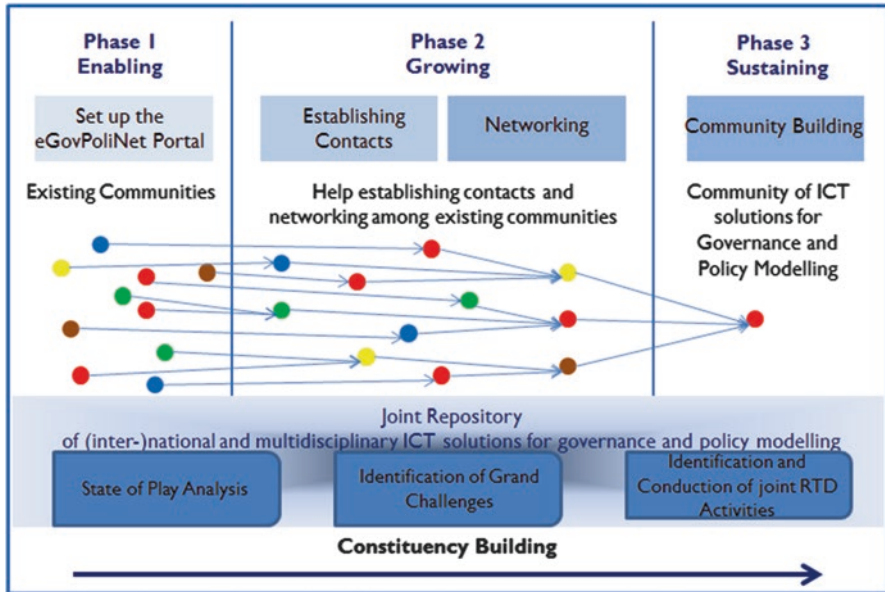 Phase 1
Enabling
Phase 2
Growing
Phase 3
Sustaining
Set up the
eGovPoliNet Portal
Establishing
Contacts
Networking
Community Building
Existing Communities
Help establishing contacts and
networking among existing communities
Community of ICT
solutions for
Governance and
Policy Modelling
Joint Repository
of (inter-)national and multidisciplinary ICT solutions for governance and policy modelling
State of Play Analysis
Identification of Grand
Challenges
Identification and
Conduction of joint RTD
Activities
Constituency Building